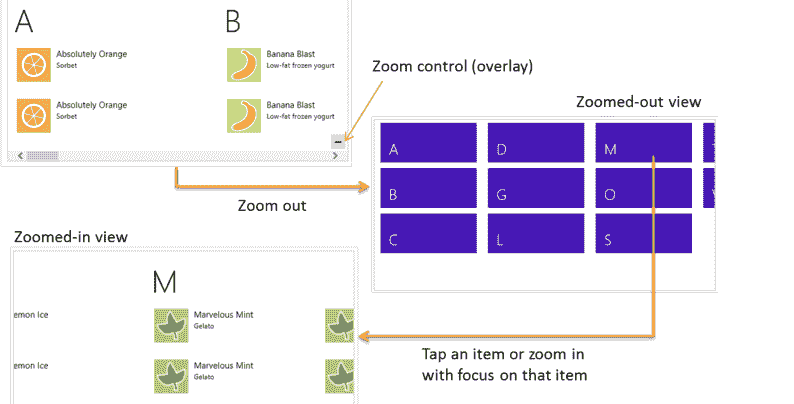 A
B
Absolutely Orange
Sorbet
Banana Blast
Low-fat frozen yogurt
Absolutely Orange
Sorbet
Banana Blast
Low-fat frozen yogurt
Zoom control (overlay)
Zoomed-out view
A
D
M
B
G
O
C
L
S
Zoom out
Zoomed-in view
M
emon Ice
Marvelous Mint
Gelato
emon Ice
Marvelous Mint
Gelato
Tap an item or zoom in
with focus on that item